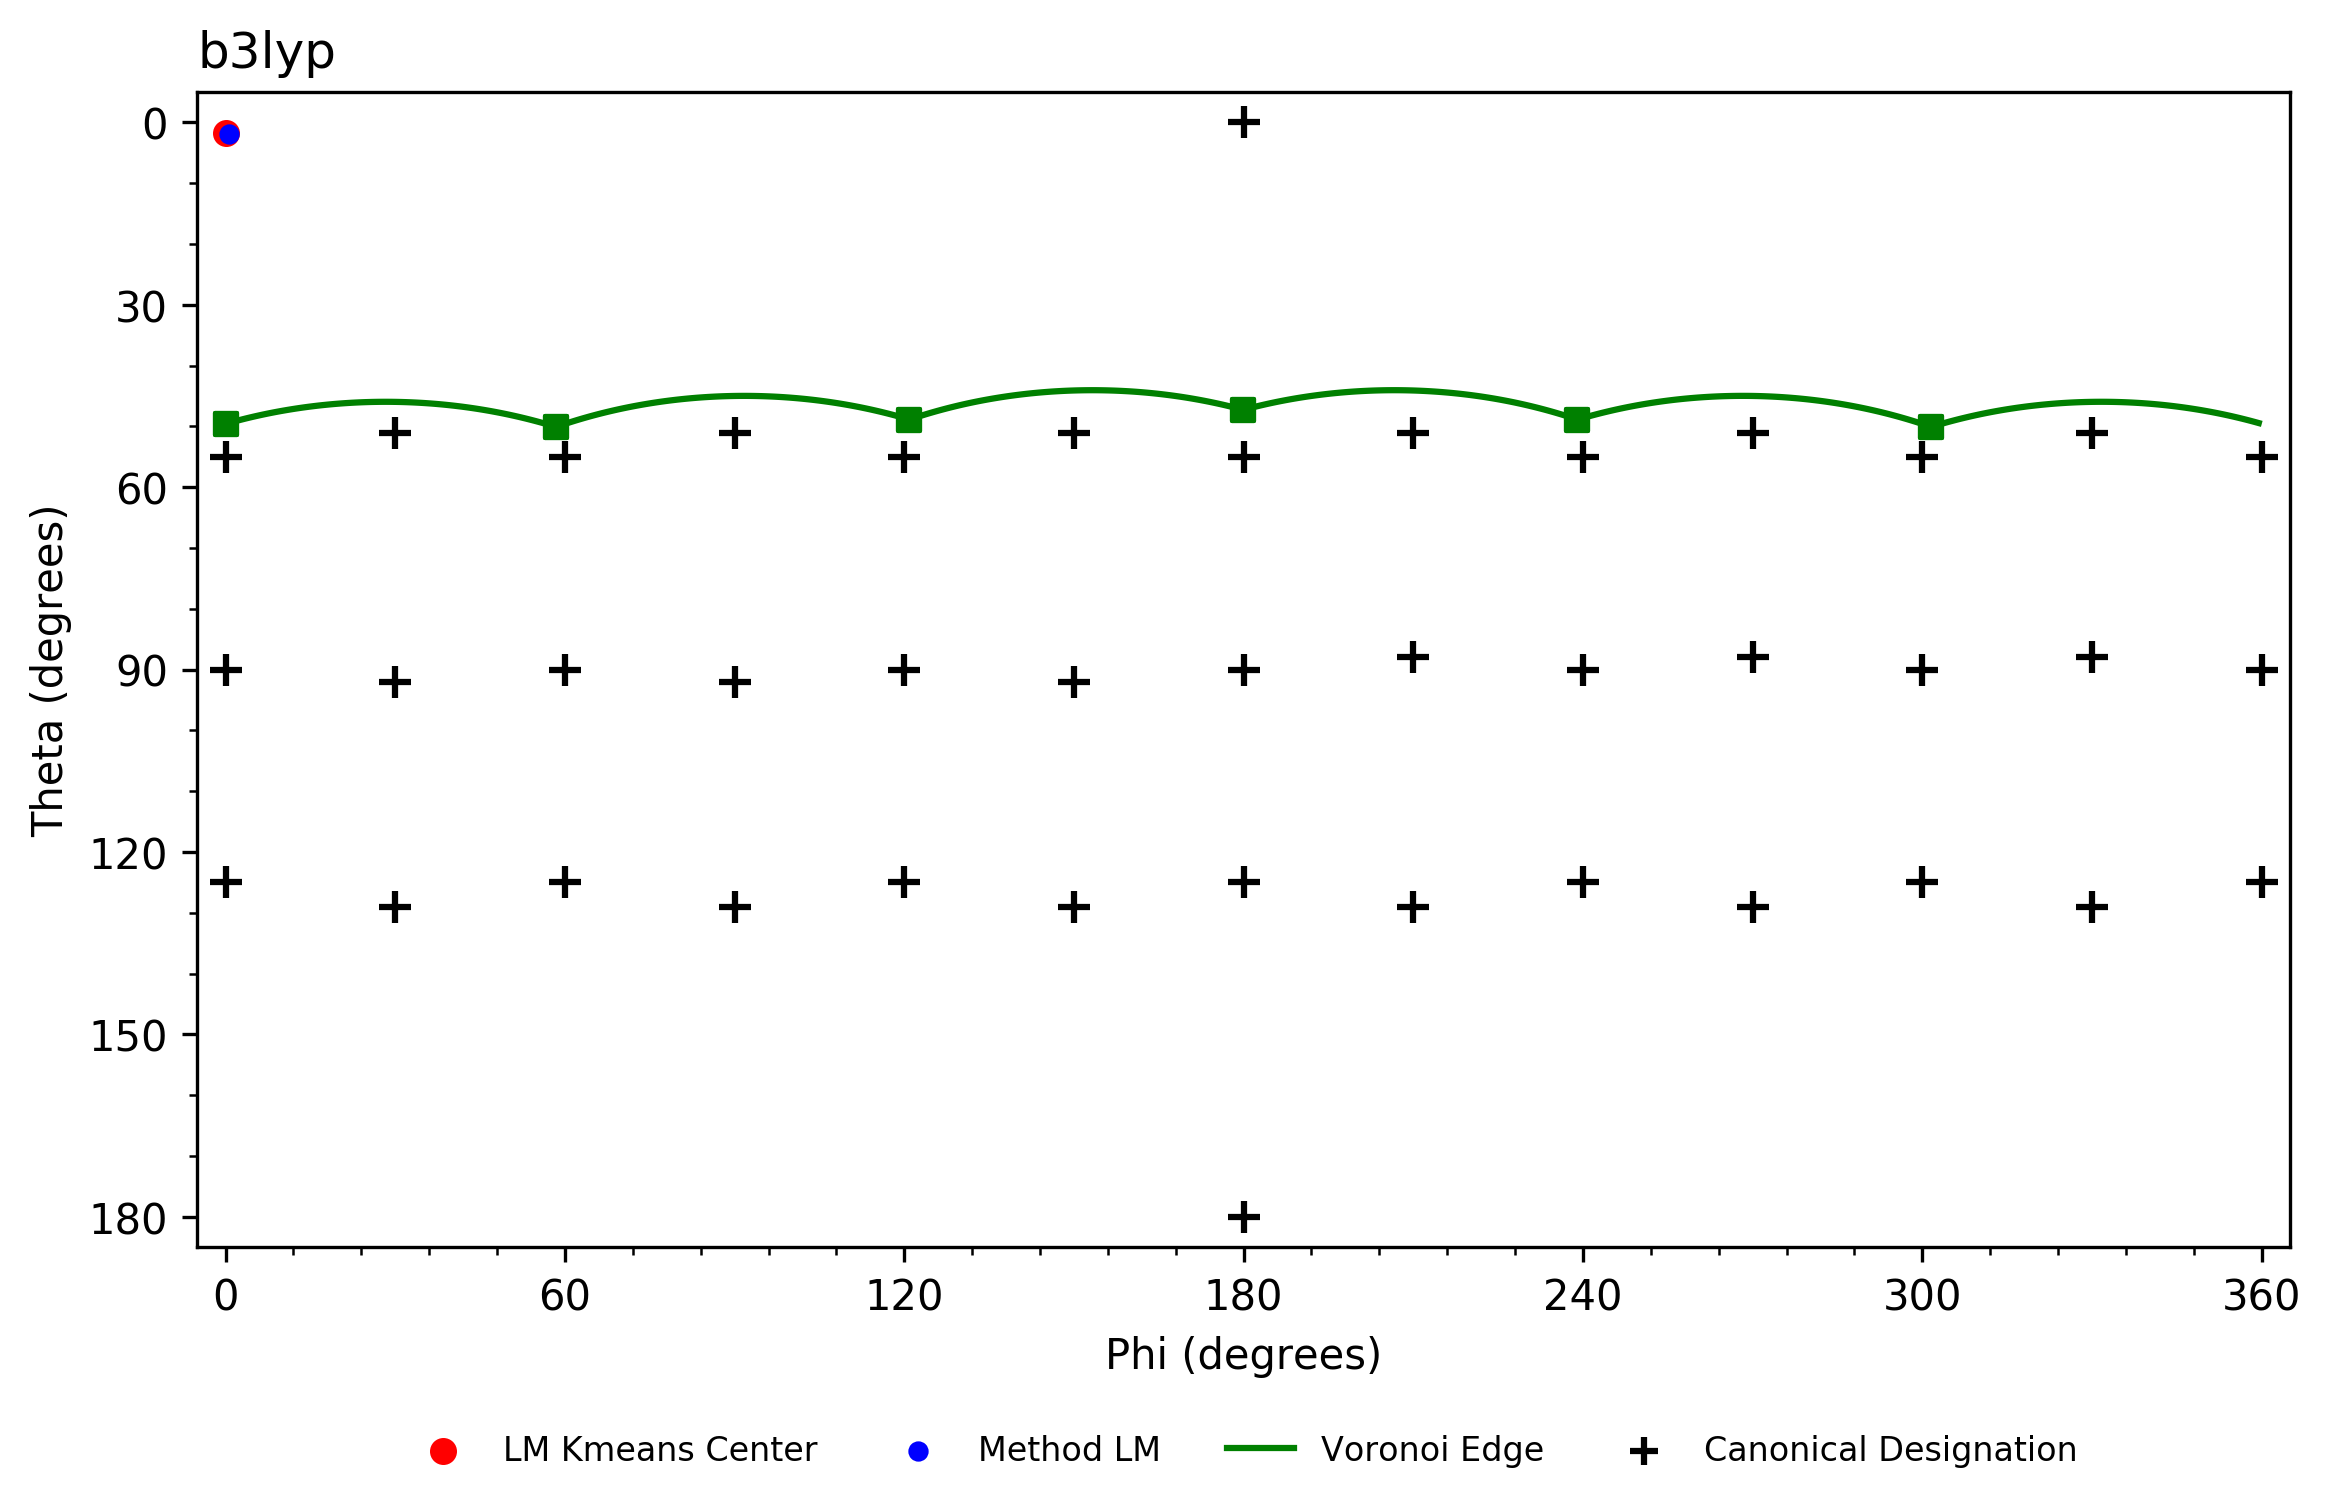 b3lyp
0
30
60
90
120
150
180
Theta (degrees)
0 60 120 180 240 300 360
Phi (degrees)
LM Kmeans Center Method LM Voronoi Edge Canonical Designation